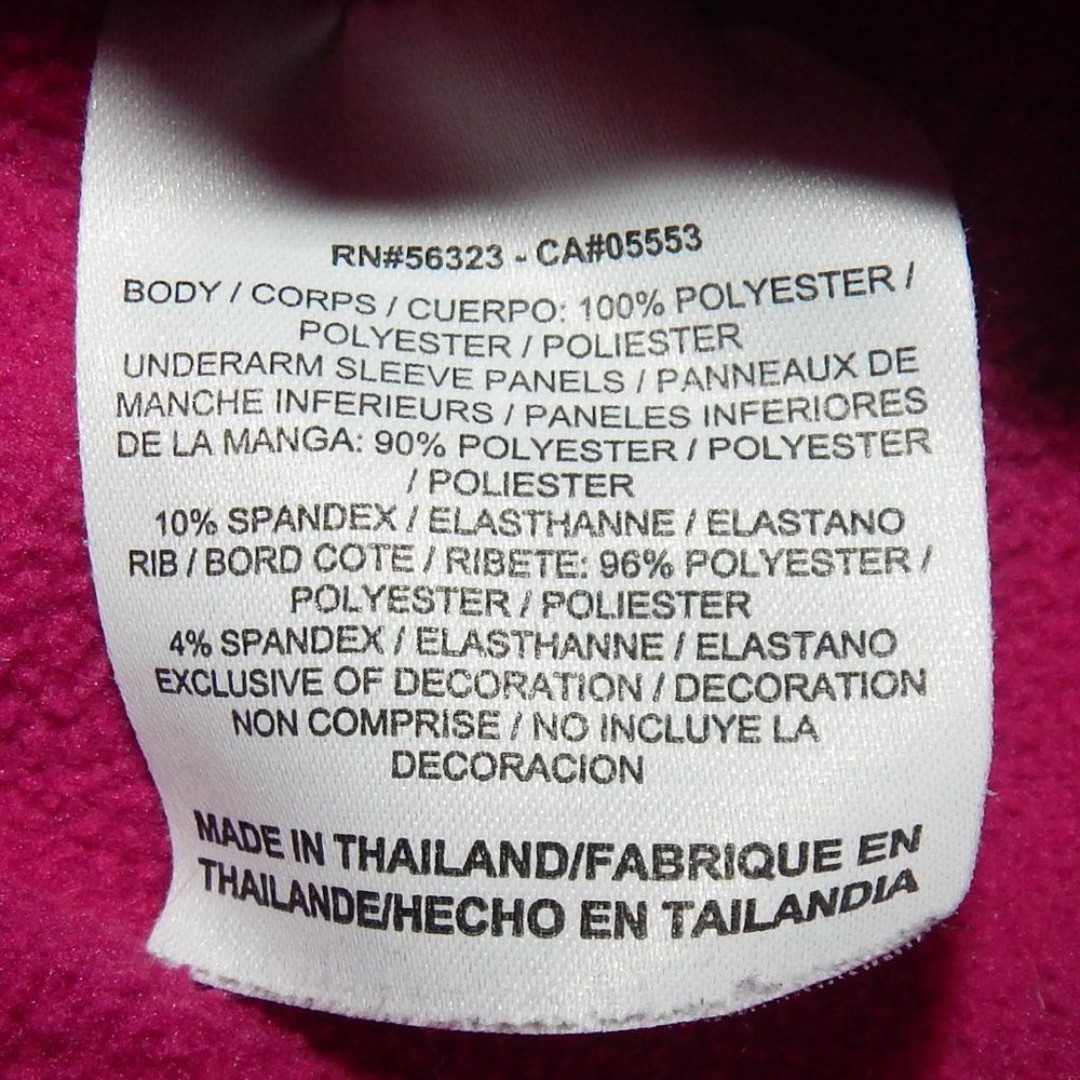 RN#56323 - CA#05553
BODY / CORPS / CUERPO: 100% POLYESTER /
POLYESTER / POLIESTER
UNDERARM SLEEVE PANELS / PANNEAUX DE
MANCHE INFERIEURS / PANELES INFERIORES
DE LA MANGA: 90% POLYESTER / POLYESTER
/ POLIESTER
10% SPANDEX / ELASTHANNE / ELASTANO
RIB / BORD COTE / RIBETE: 96% POLYESTER /
POLYESTER / POLIESTER
4% SPANDEX / ELASTHANNE / ELASTANO
EXCLUSIVE OF DECORATION / DECORATION
NON COMPRISE / NO INCLUYE LA
DECORACION
MADE IN THAILAND/FABRIQUE EN
THAILANDE/HECHO EN TAILANDIA